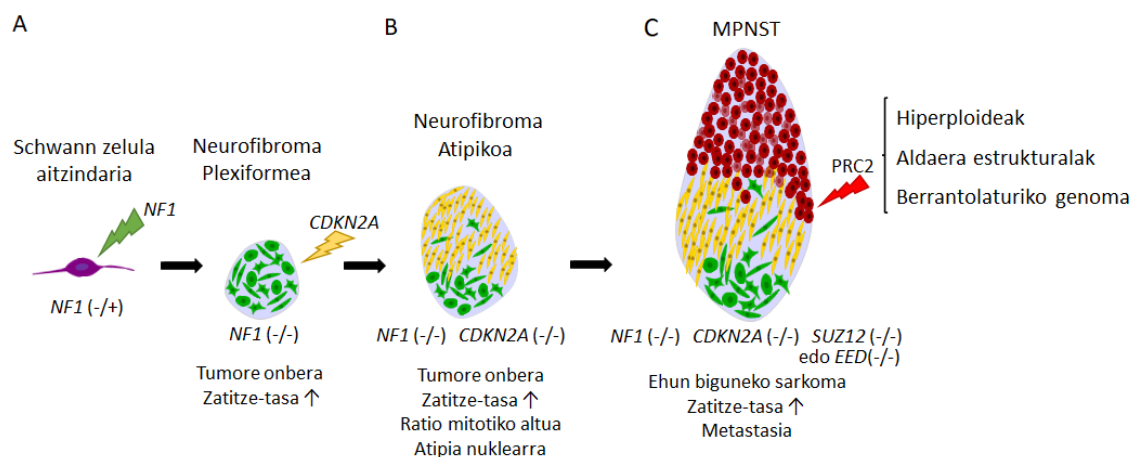 A
Schwann zelula
aitzindaria
NF1
NF1 (-/+)
Neurofibroma
Plexiformea
CDKN2A
NF1 (-/-)
Tumore onbera
Zatitze-tasa ↑
B
Neurofibroma
Atipikoa
NF1 (-/-) CDKN2A (-/-)
Tumore onbera
Zatitze-tasa ↑
Ratio mitotiko altua
Atipia nuklearra
C
MPNST
PRC2
Hiperploideak
Aldaera estrukturalak
Berrantolaturiko genoma
NF1 (-/-) CDKN2A (-/-) SUZ12 (-/-)
edo EED(-/-)
Ehun biguneko sarkoma
Zatitze-tasa ↑
Metastasia